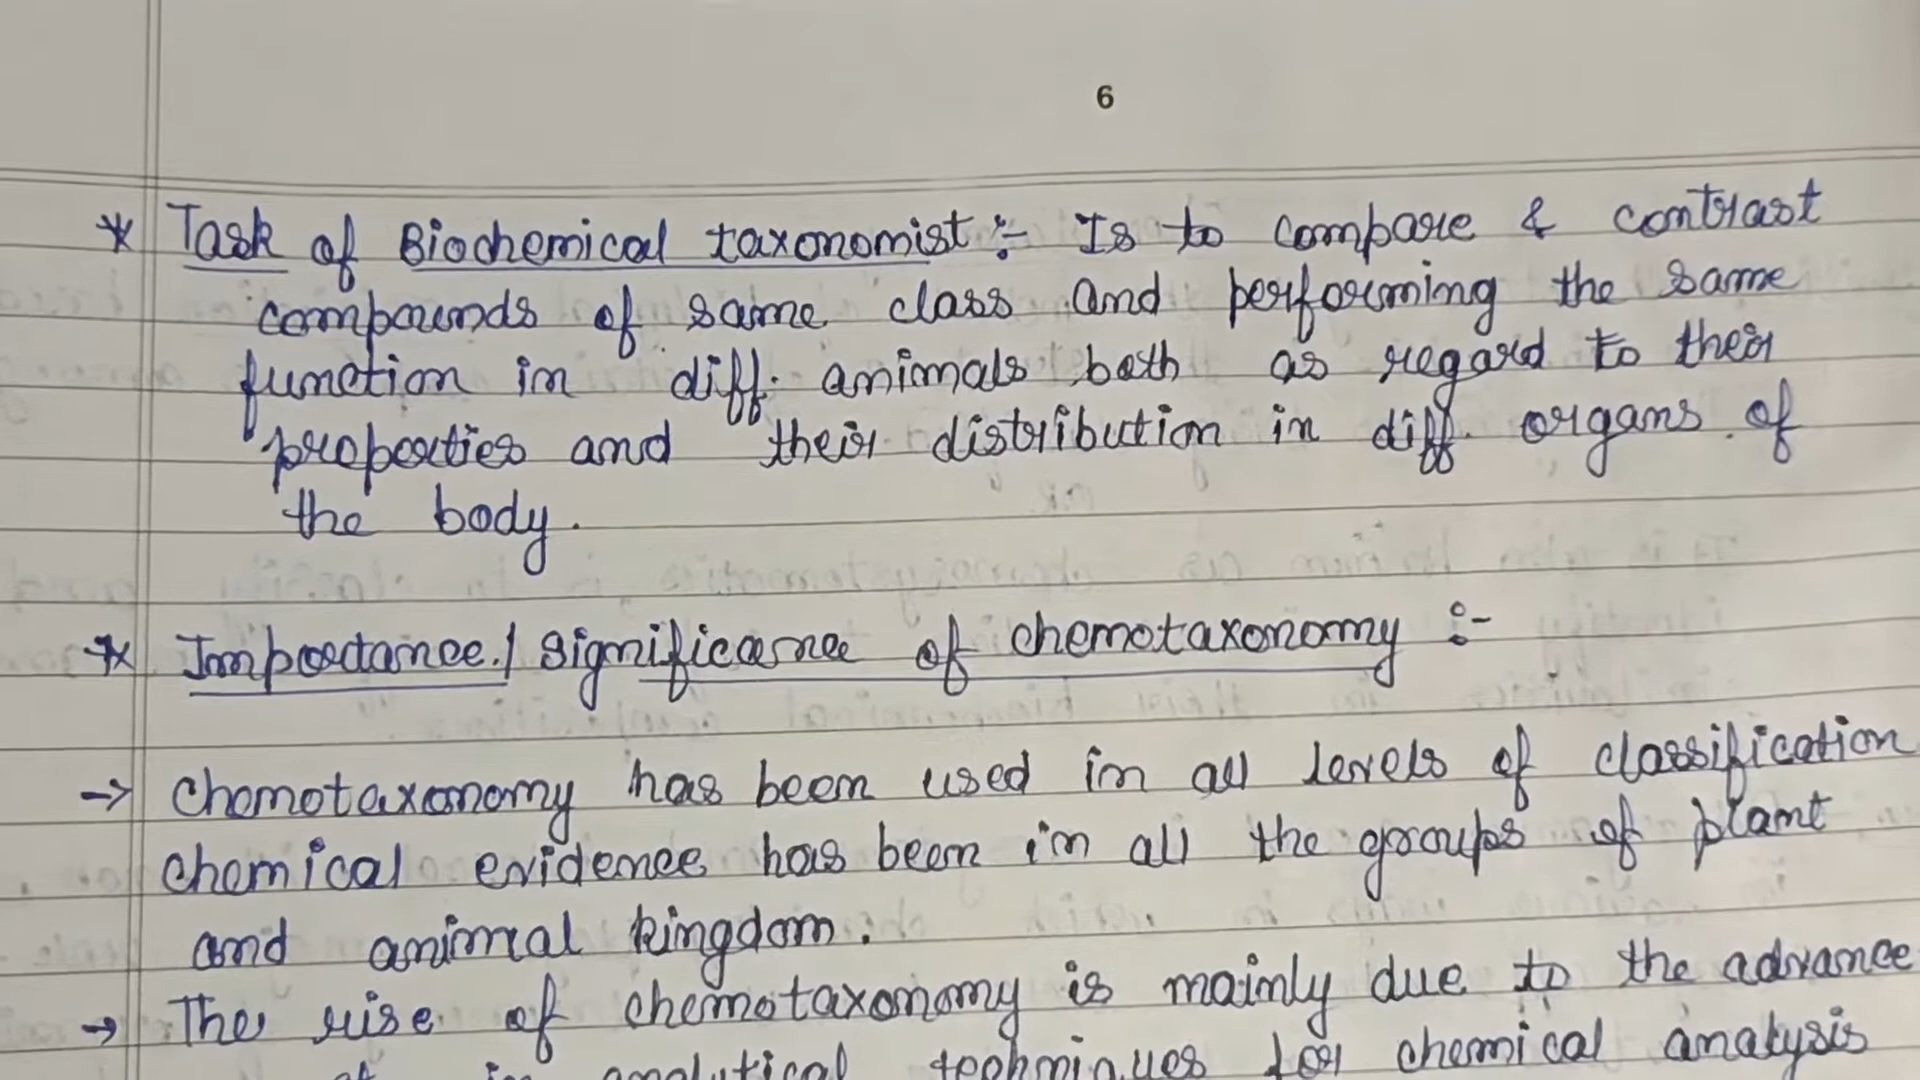 6
* Task of Biochemical taxonomist :- Is to compare & contrast
compounds of same class and performing the same
function in diff. animals both as regard to their
properties and their distribution in diff. organs of
the body.
* Importance / Significance of chemotaxonomy :-
→ Chemotaxonomy has been used in all levels of classification
chemical evidence has been in all the groups of plant
and animal kingdom.
→ The rise of chemotaxonomy is mainly due to the advance
in analytical techniques for chemical analysis